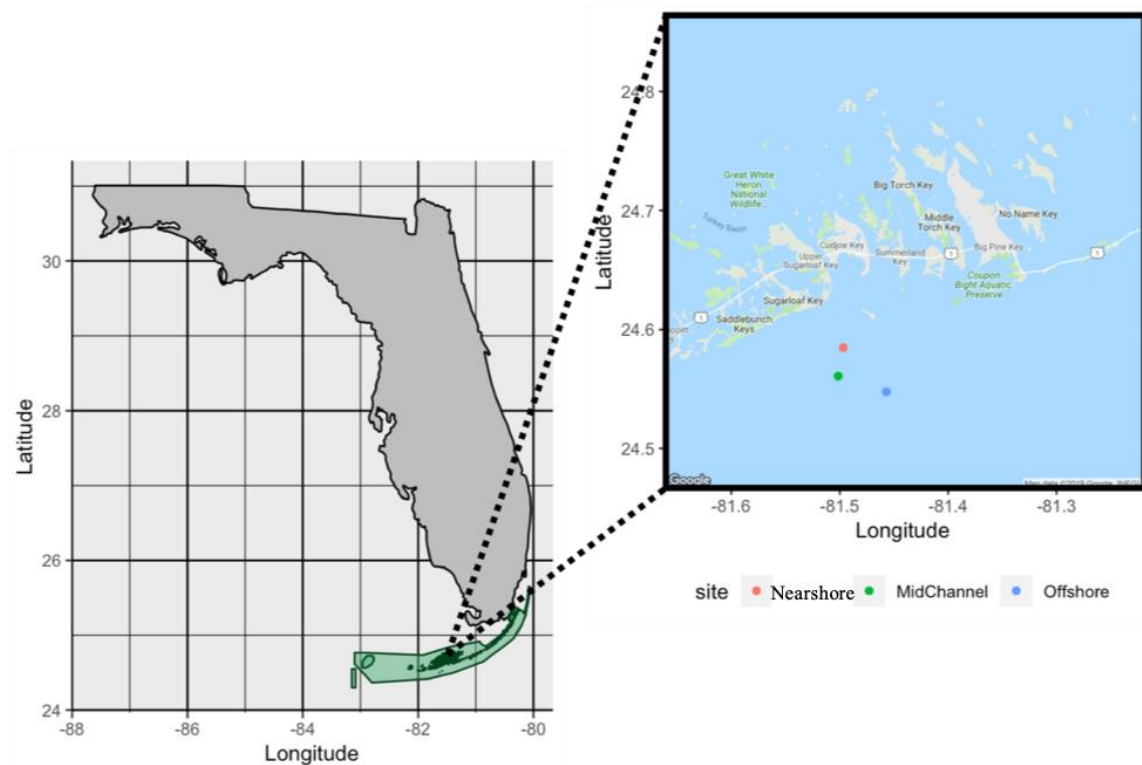 30
28
26
24
Latitude
-88
-86
-84
-82
-80
Longitude
24.8
24.7
24.6
24.5
Latitude
Great White
Heron
National
Wildlife...
Turkey Basin
Big Torch Key
No Name Key
Middle
Torch Key
Cudjoe Key
Big Pine Key
Upper
Sugarloaf Key
Summerland
Key
1
1
Coupon
Bight Aquatic
Preserve
Sugarloaf Key
1
Saddlebunch
Keys
Google
-81.6
-81.5
-81.4
-81.3
Longitude
site Nearshore MidChannel Offshore